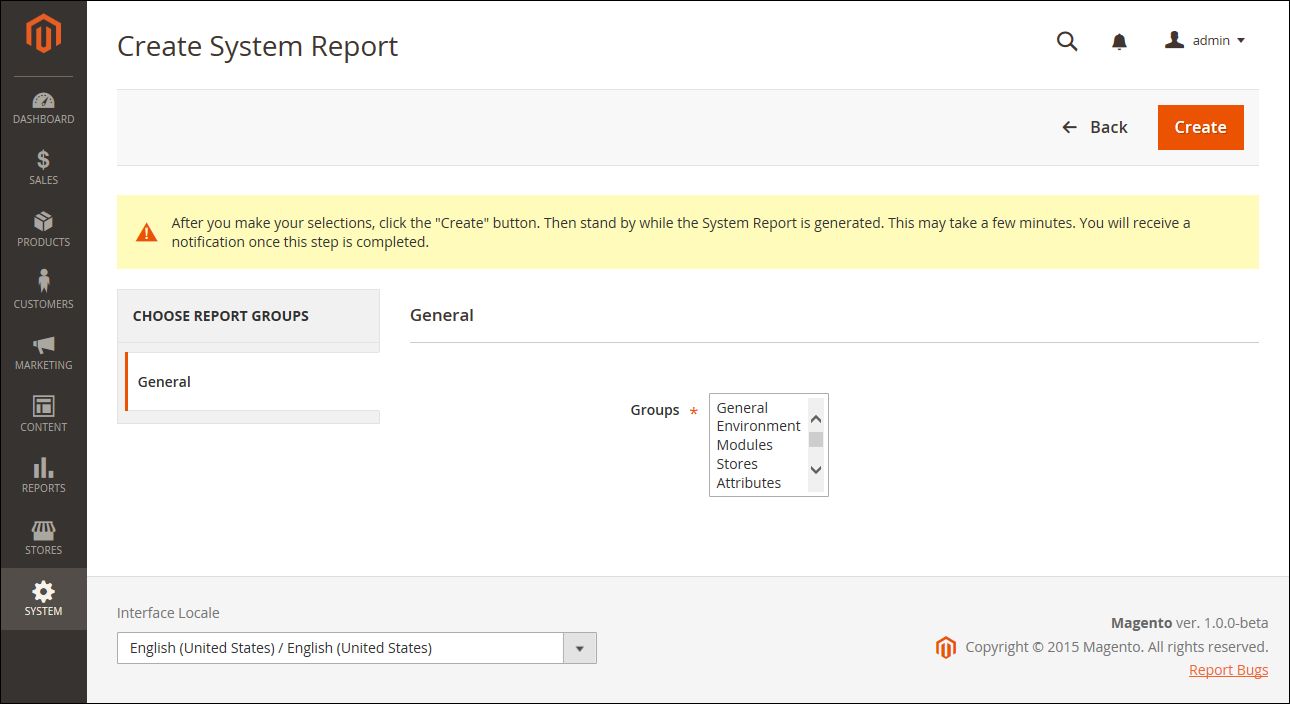 Create System Report
admin
Back
Create
After you make your selections, click the "Create" button. Then stand by while the System Report is generated. This may take a few minutes. You will receive a
notification once this step is completed.
DASHBOARD
SALES
PRODUCTS
CUSTOMERS
MARKETING
CONTENT
REPORTS
STORES
SYSTEM
CHOOSE REPORT GROUPS
General
General
Groups *
General
Environment
Modules
Stores
Attributes
Interface Locale
English (United States) / English (United States)
Magento ver. 1.0.0-beta
Copyright © 2015 Magento. All rights reserved.
Report Bugs